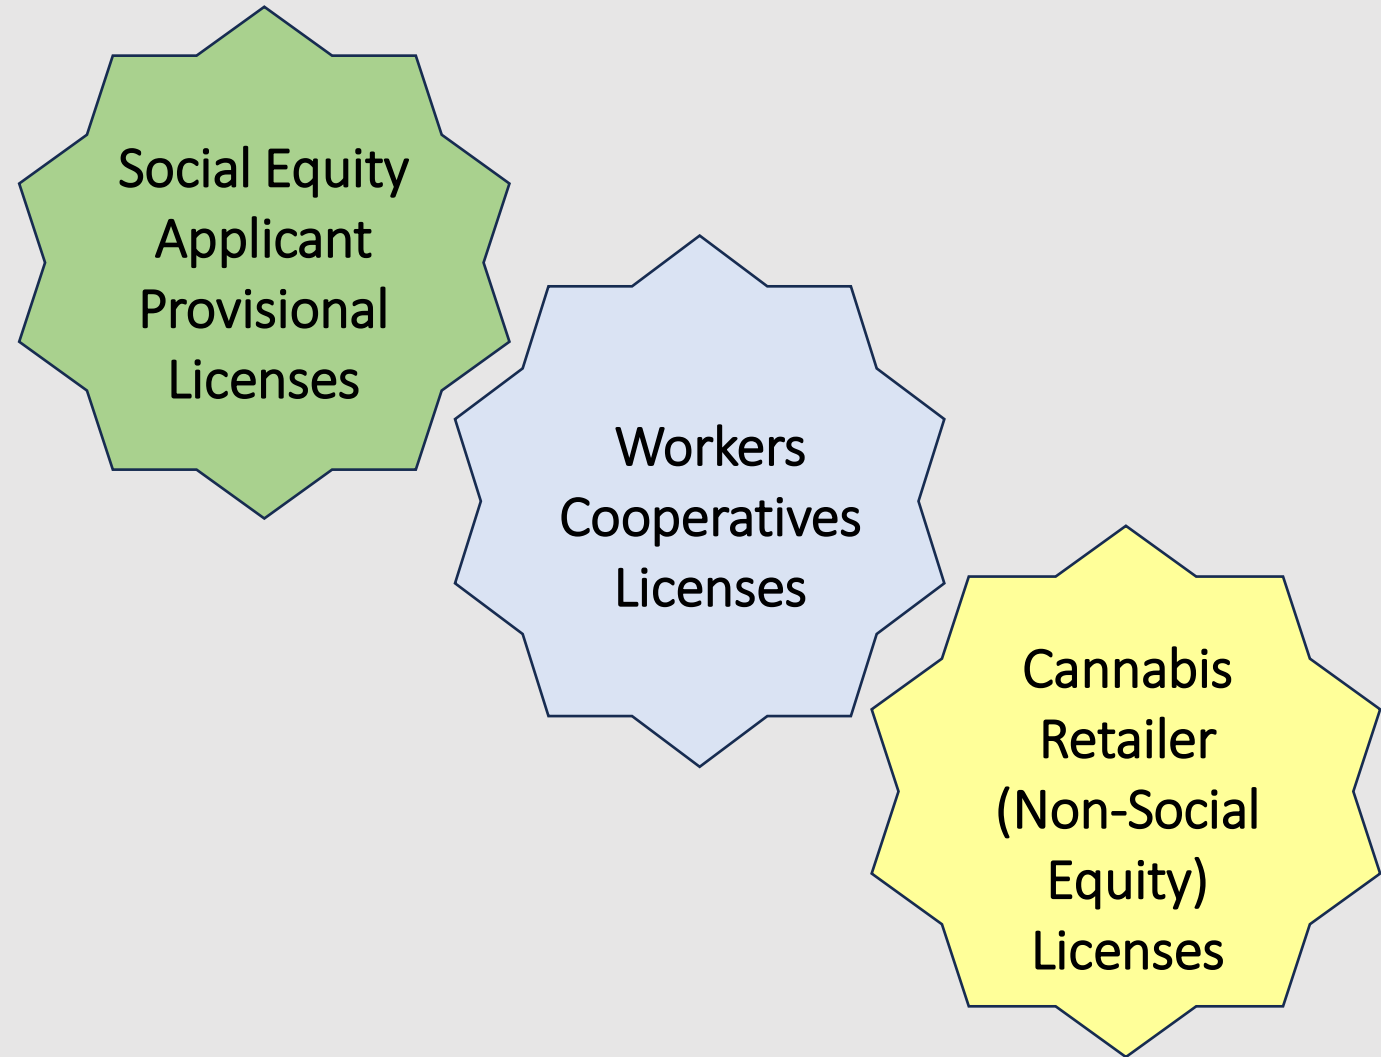 Social Equity
Applicant
Provisional
Licenses
Workers
Cooperatives
Licenses
Cannabis
Retailer
(Non-Social
Equity)
Licenses